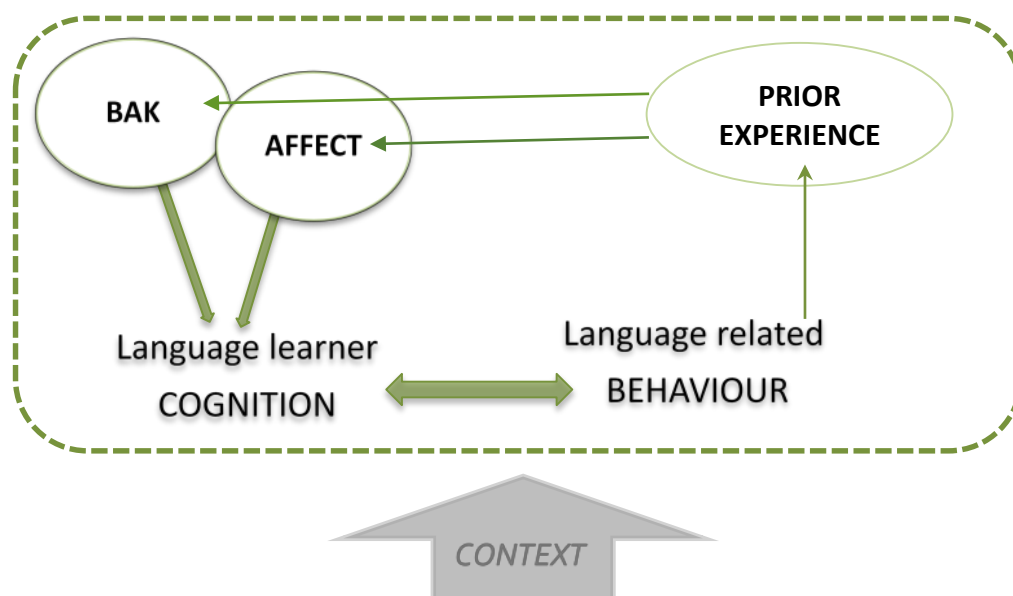 BAK
AFFECT
PRIOR
EXPERIENCE
Language learner
COGNITION
Language related
BEHAVIOUR
CONTEXT